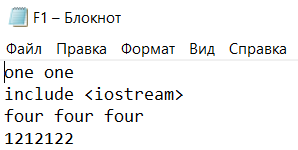 F1 – Блокнот
Файл Правка Формат Вид Справка
one one
include <iostream>
four four four
1212122